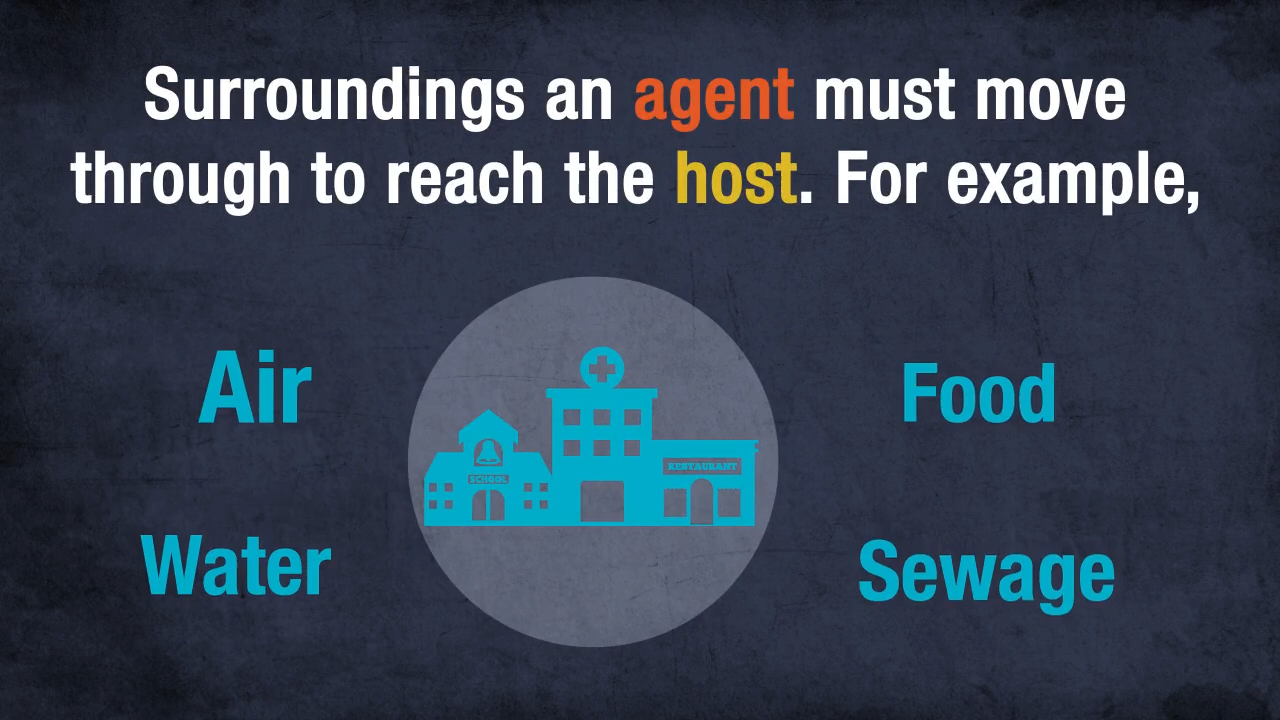 Surroundings an agent must move
through to reach the host. For example,
Air
Food
SCHOOL
RESTAURANT
Water
Sewage